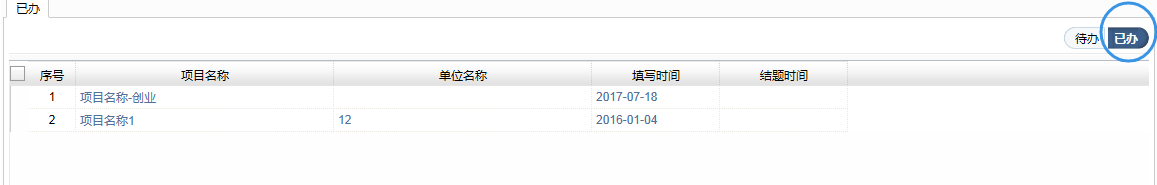 已办
待办 已办
序号 项目名称 单位名称 填写时间 结题时间
1 项目名称-创业 2017-07-18
2 项目名称1 12 2016-01-04